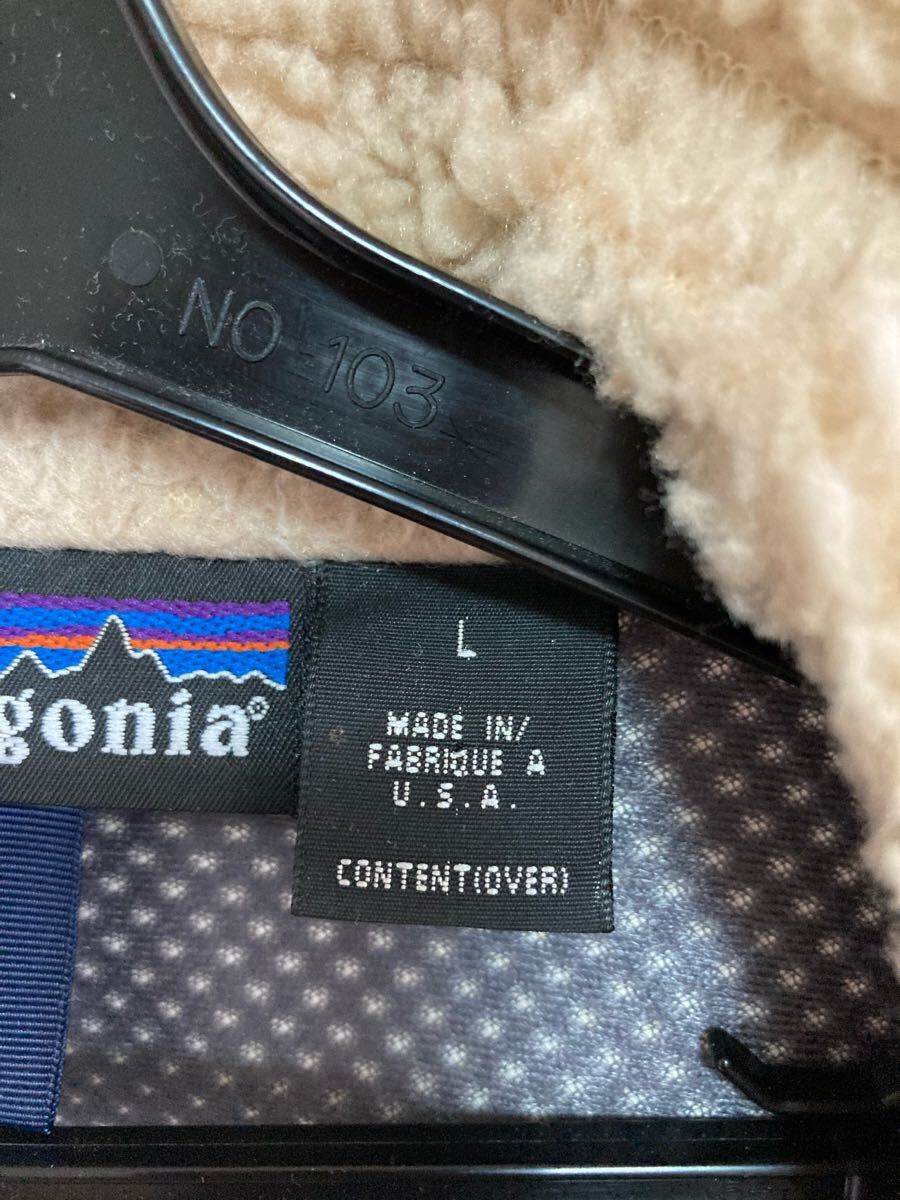 NO 103
gonia®
L
MADE IN/
FABRIQUE A
U.S.A.
CONTENT(OVER)